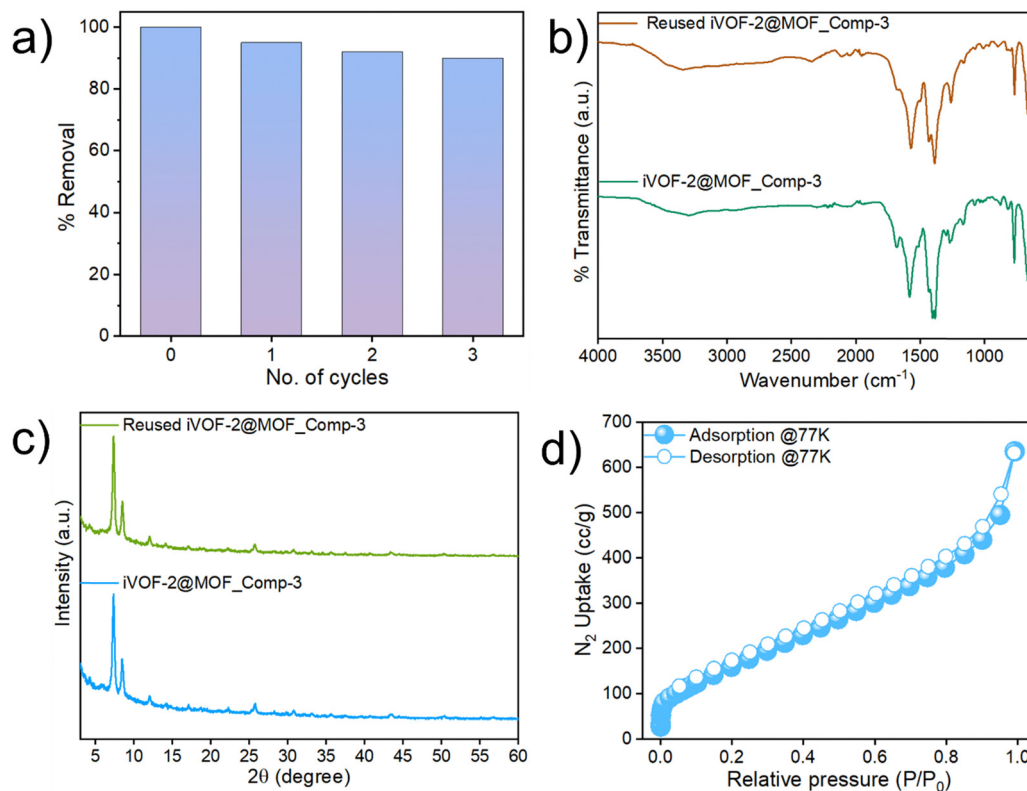 a)
100
80
60
40
20
0
% Removal
0 1 2 3
No. of cycles
b)
Reused iVOF-2@MOF_Comp-3
iVOF-2@MOF_Comp-3
% Transmittance (a.u.)
4000 3500 3000 2500 2000 1500 1000
Wavenumber (cm⁻¹)
c)
Reused iVOF-2@MOF_Comp-3
iVOF-2@MOF_Comp-3
Intensity (a.u.)
5 10 15 20 25 30 35 40 45 50 55 60
2θ (degree)
d)
700
600
500
400
300
200
100
0
Adsorption @77K
Desorption @77K
N₂ Uptake (cc/g)
0.0 0.2 0.4 0.6 0.8 1.0
Relative pressure (P/P₀)